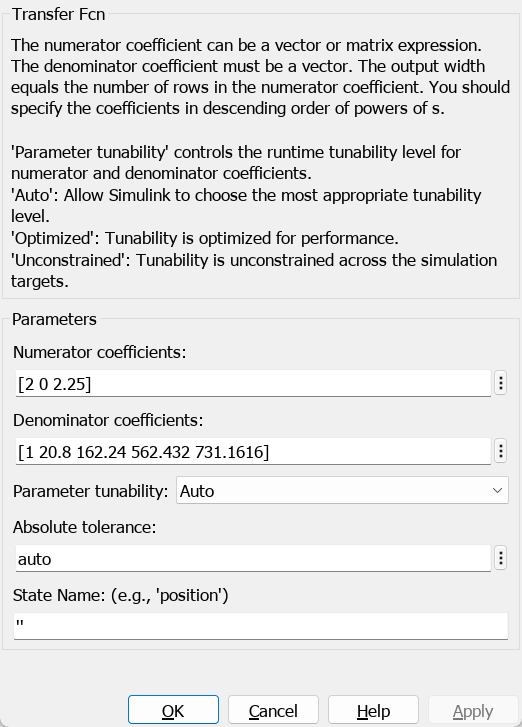 Transfer Fcn
The numerator coefficient can be a vector or matrix expression.
The denominator coefficient must be a vector. The output width
equals the number of rows in the numerator coefficient. You should
specify the coefficients in descending order of powers of s.
'Parameter tunability' controls the runtime tunability level for
numerator and denominator coefficients.
'Auto': Allow Simulink to choose the most appropriate tunability
level.
'Optimized': Tunability is optimized for performance.
'Unconstrained': Tunability is unconstrained across the simulation
targets.
Parameters
Numerator coefficients:
[2 0 2.25]
Denominator coefficients:
[1 20.8 162.24 562.432 731.1616]
Parameter tunability: Auto
Absolute tolerance:
auto
State Name: (e.g., 'position')
''
OK Cancel Help Apply